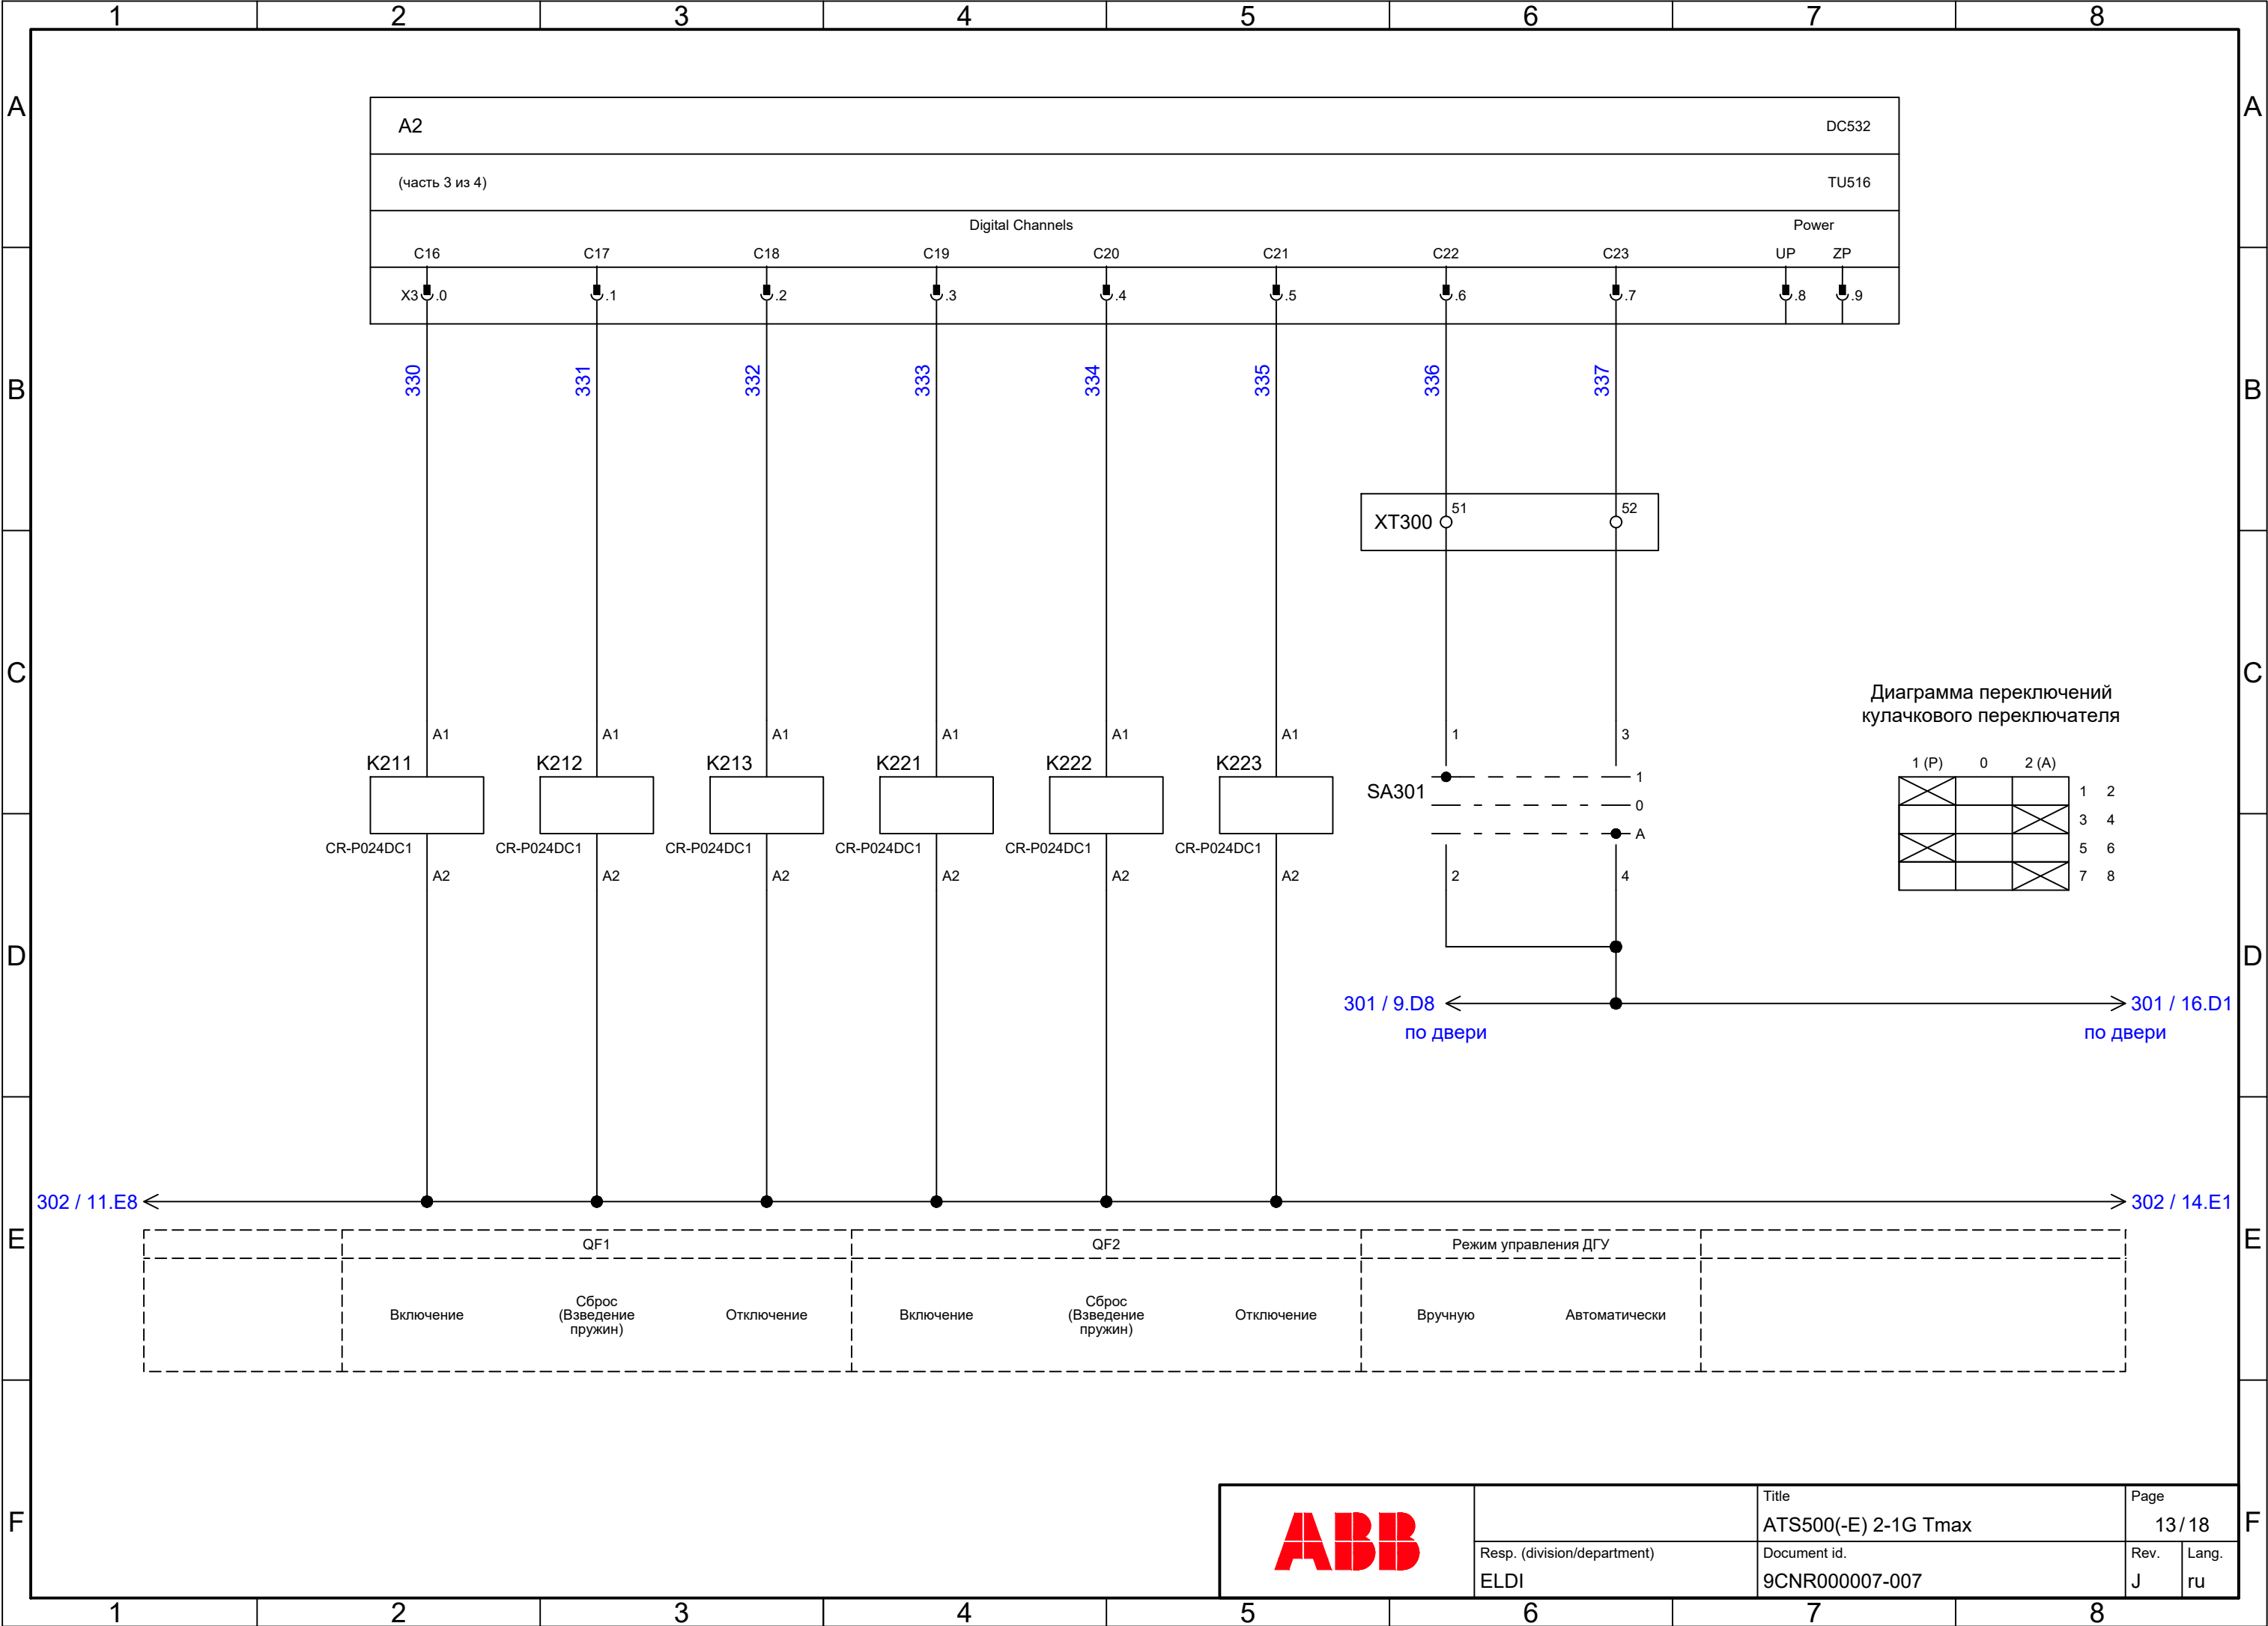 1 2 3 4 5 6 7 8
A A
A2 DC532
(часть 3 из 4) TU516
Digital Channels Power
C16 C17 C18 C19 C20 C21 C22 C23 UP ZP
X3 .0 .1 .2 .3 .4 .5 .6 .7 .8 .9
B B
330 331 332 333 334 335 336 337
XT300 51 52
C C
Диаграмма переключений
кулачкового переключателя
A1 A1 A1 A1 A1 A1 1 3
K211 K212 K213 K221 K222 K223
1 (P) 0 2 (A)
SA301
1
0
A
1 2
3 4
5 6
7 8
CR-P024DC1 CR-P024DC1 CR-P024DC1 CR-P024DC1 CR-P024DC1 CR-P024DC1
A2 A2 A2 A2 A2 A2 2 4
D D
301 / 9.D8 301 / 16.D1
по двери по двери
302 / 11.E8 302 / 14.E1
E E
QF1 QF2 Режим управления ДГУ
Включение
Сброс
(Взведение
пружин)
Отключение
Включение
Сброс
(Взведение
пружин)
Отключение
Вручную
Автоматически
F F
ABB
Title
ATS500(-E) 2-1G Tmax
Page
13 / 18
Resp. (division/department)
ELDI
Document id.
9CNR000007-007
Rev.
J
Lang.
ru
1 2 3 4 5 6 7 8